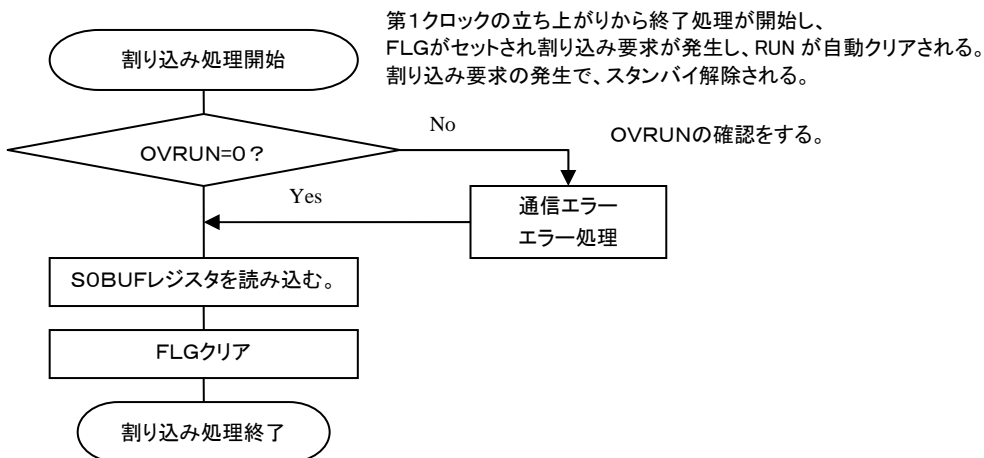 第1クロックの立ち上がりから終了処理が開始し、
FLGがセットされ割り込み要求が発生し、RUN が自動クリアされる。
割り込み要求の発生で、スタンバイ解除される。
割り込み処理開始
No
OVRUNの確認をする。
OVRUN=0?
Yes
通信エラー
エラー処理
S0BUFレジスタを読み込む。
FLGクリア
割り込み処理終了